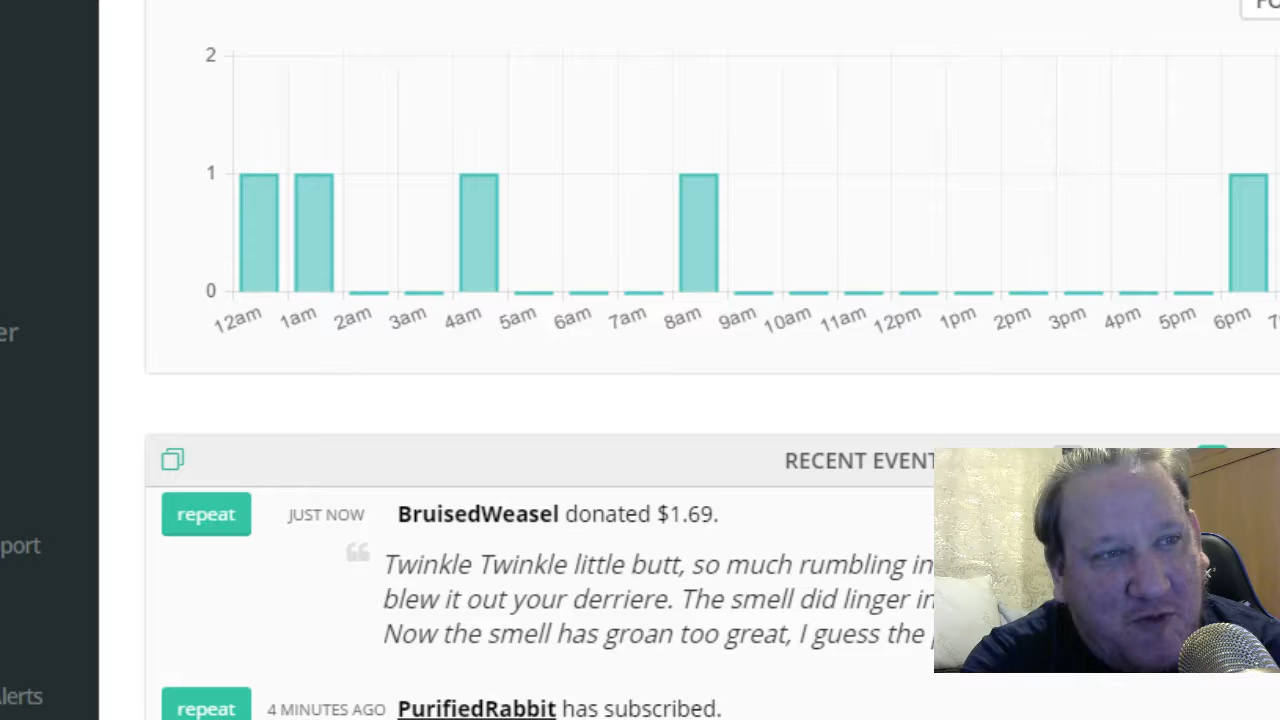 2
1
0
12am 1am 2am 3am 4am 5am 6am 7am 8am 9am 10am 11am 12pm 1pm 2pm 3pm 4pm 5pm 6pm
er
port
lerts
RECENT EVENT
repeat JUST NOW BruisedWeasel donated $1.69.
Twinkle Twinkle little butt, so much rumbling in
blew it out your derriere. The smell did linger in
Now the smell has groan too great, I guess the
repeat 4 MINUTES AGO PurifiedRabbit has subscribed.